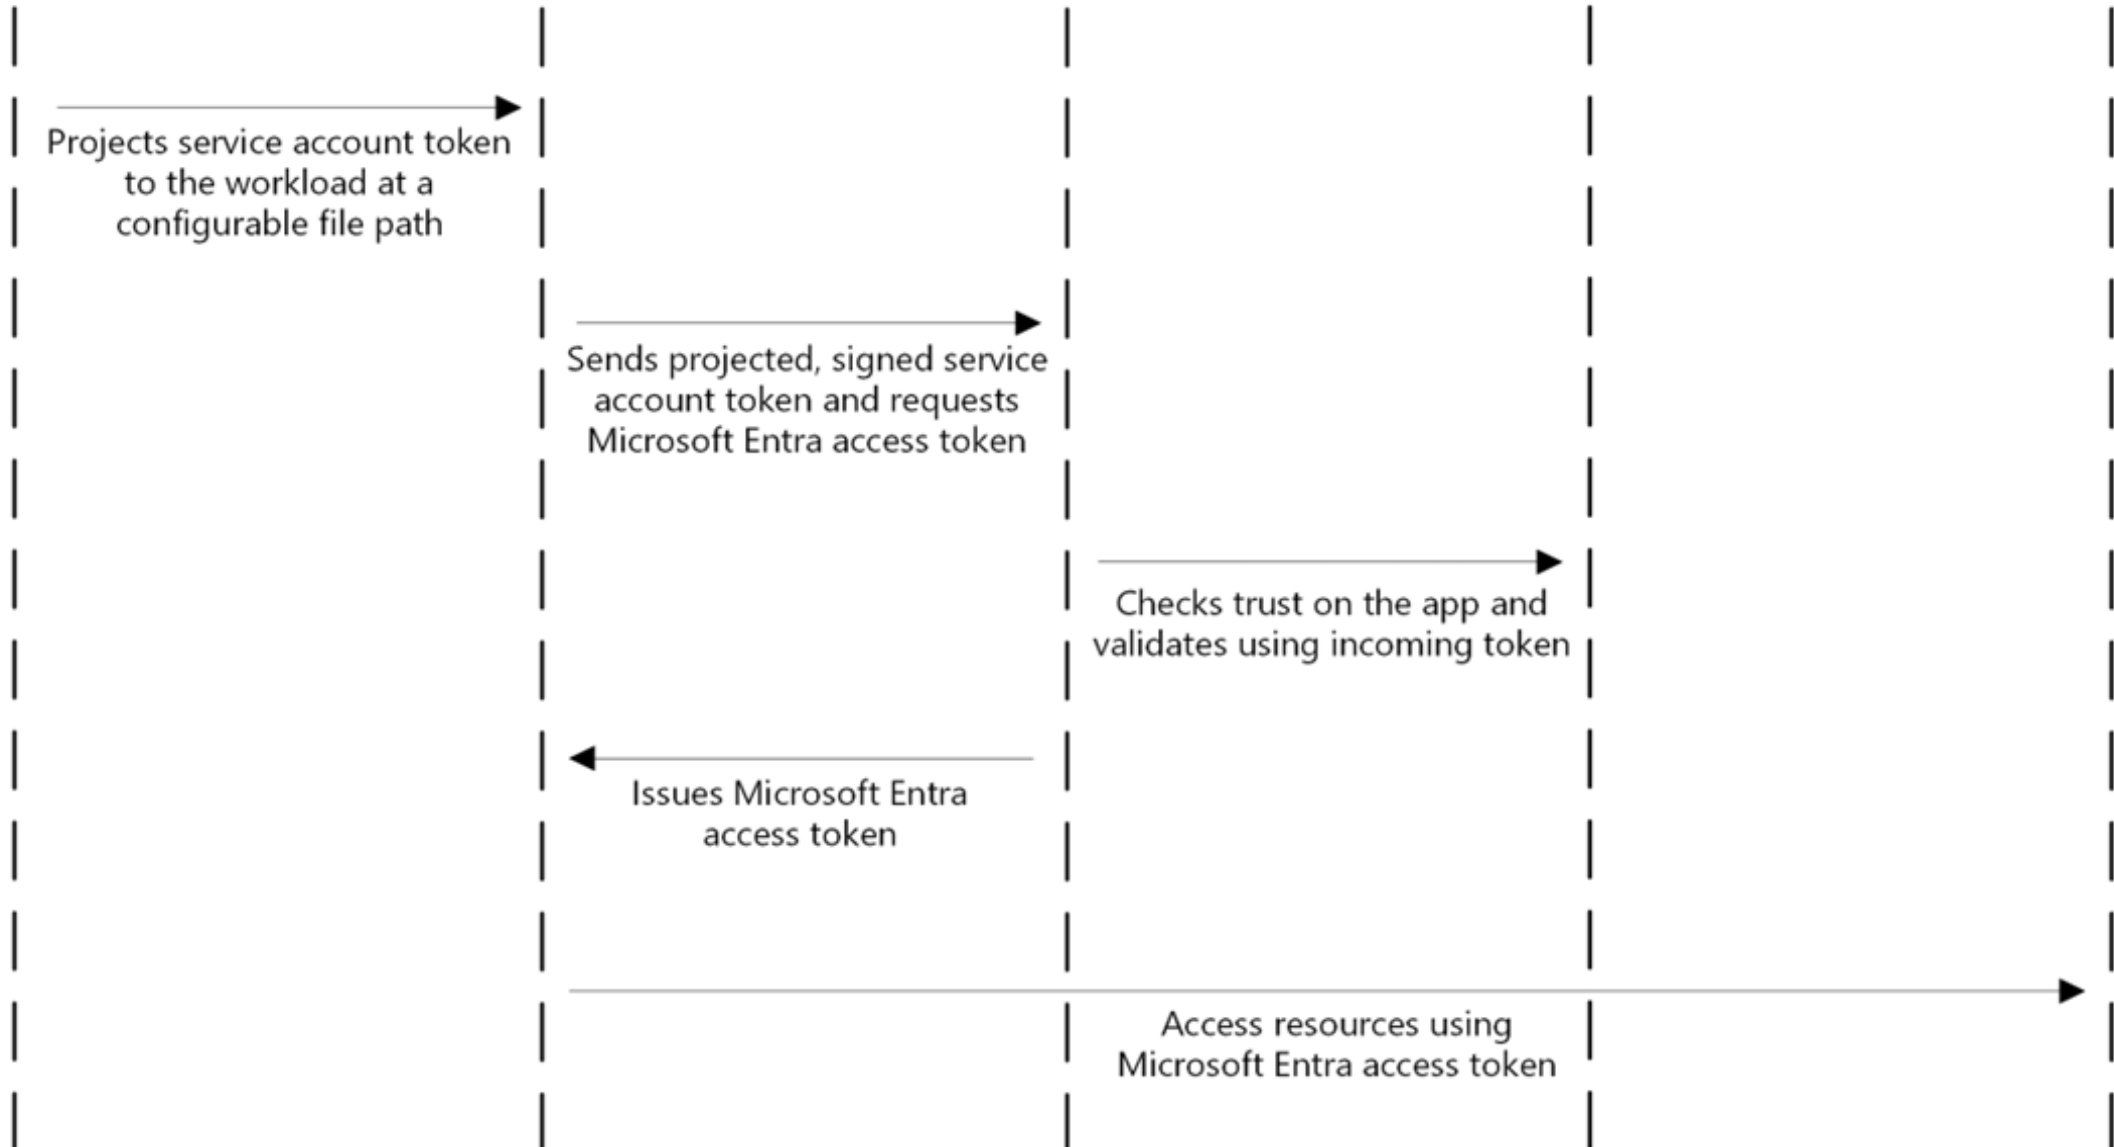 Projects service account token
to the workload at a
configurable file path
Sends projected, signed service
account token and requests
Microsoft Entra access token
Checks trust on the app and
validates using incoming token
Issues Microsoft Entra
access token
Access resources using
Microsoft Entra access token